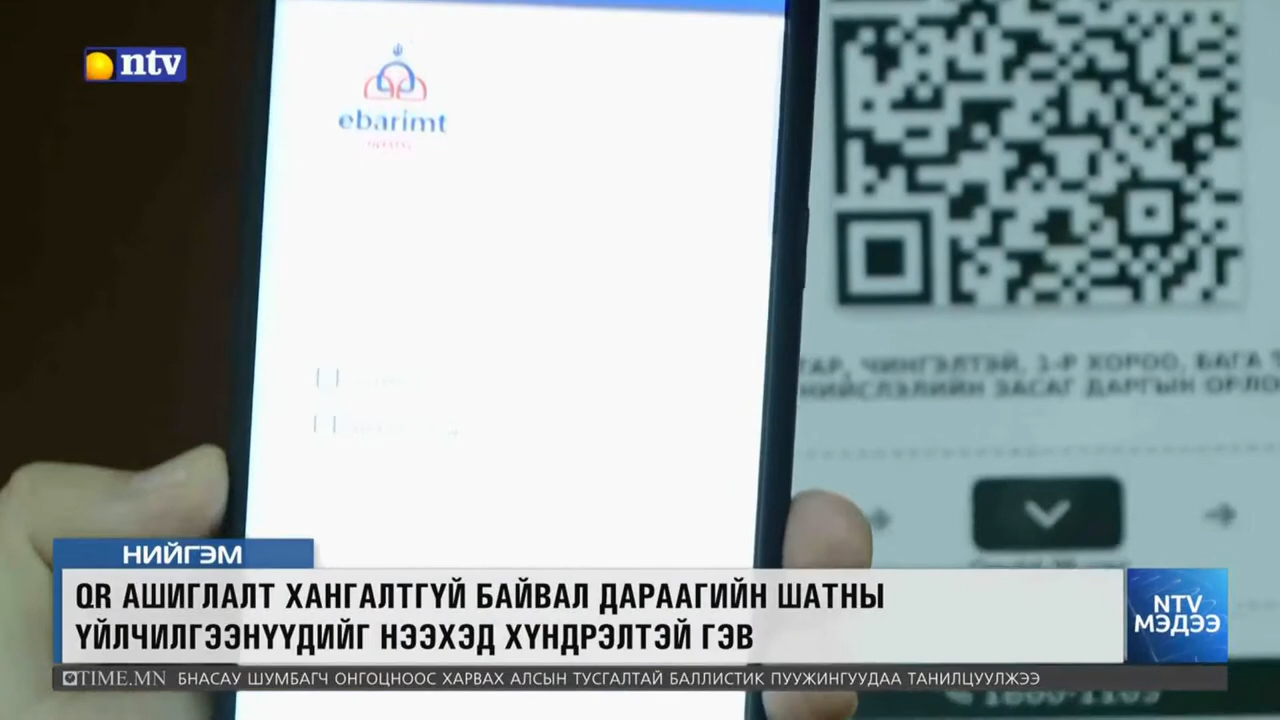 ntv
ebarimt
ТАР, ЧИНГЭЛТЭЙ, 1-Р ХОРОО, БАГА Т
НИЙСЛЭЛИЙН ЗАСАГ ДАРГЫН ОРЛО
НИЙГЭМ
QR АШИГЛАЛТ ХАНГАЛТГҮЙ БАЙВАЛ ДАРААГИЙН ШАТНЫ
ҮЙЛЧИЛГЭЭНҮҮДИЙГ НЭЭХЭД ХҮНДРЭЛТЭЙ ГЭВ
NTV
МЭДЭЭ
TIME.MN БНАСАУ ШУМБАГЧ ОНГОЦНООС ХАРВАХ АЛСЫН ТУСГАЛТАЙ БАЛЛИСТИК ПУУЖИНГУУДАА ТАНИЛЦУУЛЖЭЭ